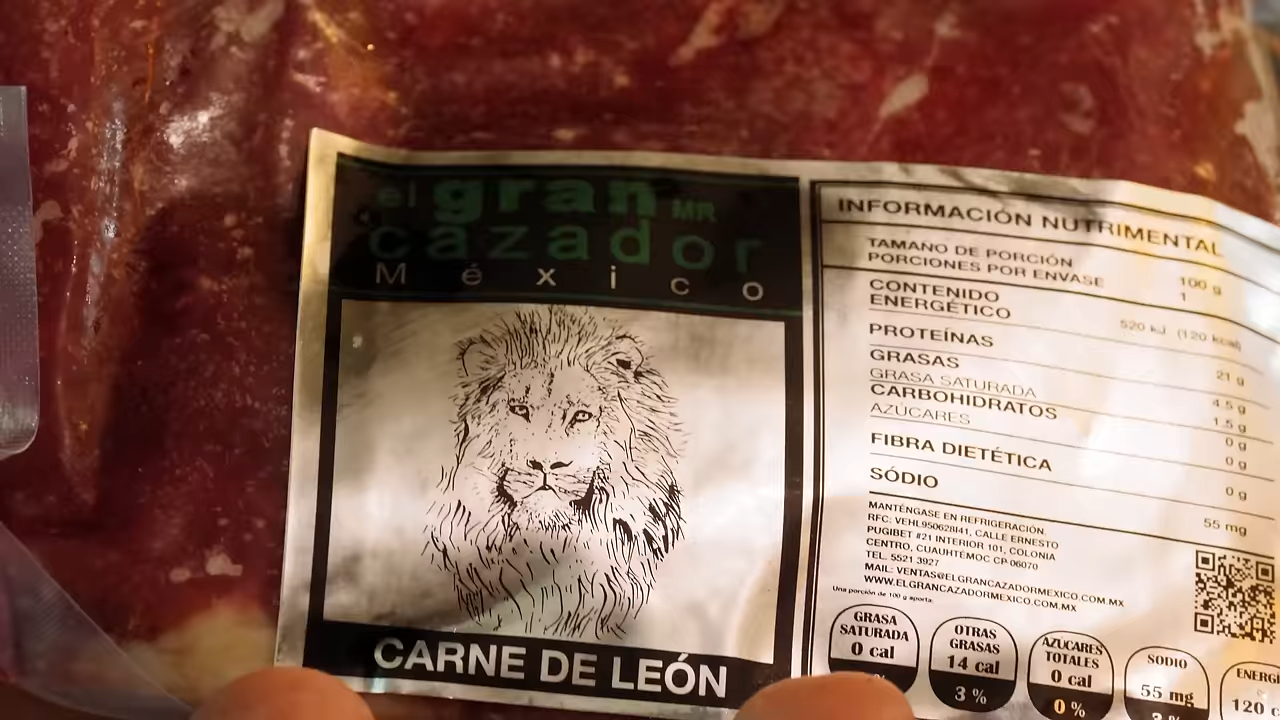 el gran MR
cazador
México
CARNE DE LEÓN
INFORMACIÓN NUTRIMENTAL
TAMAÑO DE PORCIÓN 100 g
PORCIONES POR ENVASE 1
CONTENIDO
ENERGÉTICO 520 kJ (120 kcal)
PROTEÍNAS 21 g
GRASAS 4.5 g
GRASA SATURADA 1.5 g
CARBOHIDRATOS 0 g
AZÚCARES 0 g
FIBRA DIETÉTICA 0 g
SÓDIO 55 mg
MANTÉNGASE EN REFRIGERACIÓN.
RFC: VEHL950628I41, CALLE ERNESTO
PUGIBET #21 INTERIOR 101, COLONIA
CENTRO, CUAUHTÉMOC CP 06070
TEL. 5521 3927
MAIL: VENTAS@ELGRANCAZADORMEXICO.COM.MX
WWW.ELGRANCAZADORMEXICO.COM.MX
Una porción de 100 g aporta:
GRASA
SATURADA
0 cal
OTRAS
GRASAS
14 cal
3 %
AZÚCARES
TOTALES
0 cal
0 %
SODIO
55 mg
120